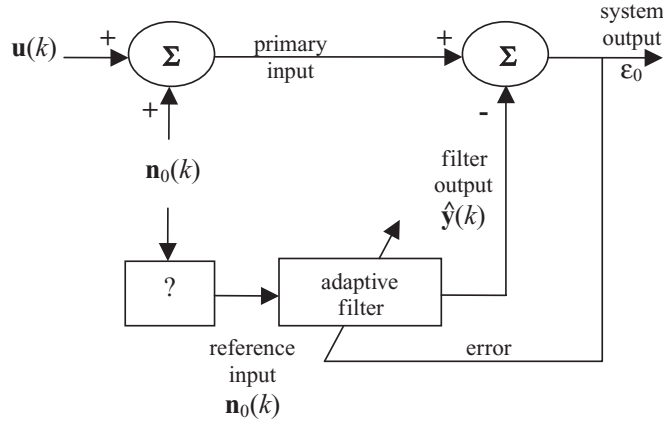 system
output
ε₀
u(k)
+
Σ
primary
input
+
Σ
+
-
n₀(k)
filter
output
ŷ(k)
?
adaptive
filter
reference
input
n₀(k)
error